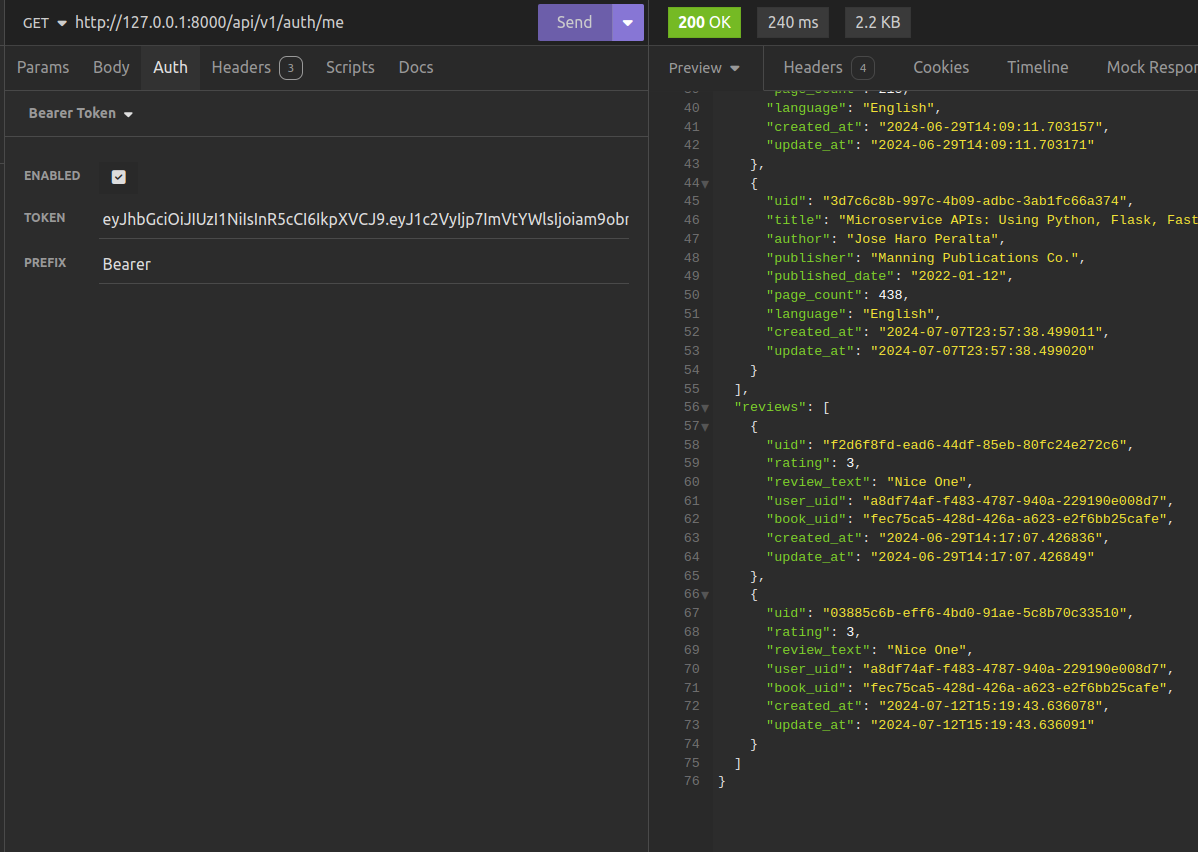 GET http://127.0.0.1:8000/api/v1/auth/me Send
Params Body Auth Headers 3 Scripts Docs
Bearer Token
ENABLED
TOKEN eyJhbGciOiJIUzI1NiIsInR5cCI6IkpXVCJ9.eyJ1c2VyIjp7ImVtYWlsIjoiam9obr
PREFIX Bearer
200 OK 240 ms 2.2 KB
Preview Headers 4 Cookies Timeline Mock Respor
40 "language": "English",
41 "created_at": "2024-06-29T14:09:11.703157",
42 "update_at": "2024-06-29T14:09:11.703171"
43 },
44 {
45 "uid": "3d7c6c8b-997c-4b09-adbc-3ab1fc66a374",
46 "title": "Microservice APIs: Using Python, Flask, Fast
47 "author": "Jose Haro Peralta",
48 "publisher": "Manning Publications Co.",
49 "published_date": "2022-01-12",
50 "page_count": 438,
51 "language": "English",
52 "created_at": "2024-07-07T23:57:38.499011",
53 "update_at": "2024-07-07T23:57:38.499020"
54 }
55 ],
56 "reviews": [
57 {
58 "uid": "f2d6f8fd-ead6-44df-85eb-80fc24e272c6",
59 "rating": 3,
60 "review_text": "Nice One",
61 "user_uid": "a8df74af-f483-4787-940a-229190e008d7",
62 "book_uid": "fec75ca5-428d-426a-a623-e2f6bb25cafe",
63 "created_at": "2024-06-29T14:17:07.426836",
64 "update_at": "2024-06-29T14:17:07.426849"
65 },
66 {
67 "uid": "03885c6b-eff6-4bd0-91ae-5c8b70c33510",
68 "rating": 3,
69 "review_text": "Nice One",
70 "user_uid": "a8df74af-f483-4787-940a-229190e008d7",
71 "book_uid": "fec75ca5-428d-426a-a623-e2f6bb25cafe",
72 "created_at": "2024-07-12T15:19:43.636078",
73 "update_at": "2024-07-12T15:19:43.636091"
74 }
75 ]
76 }